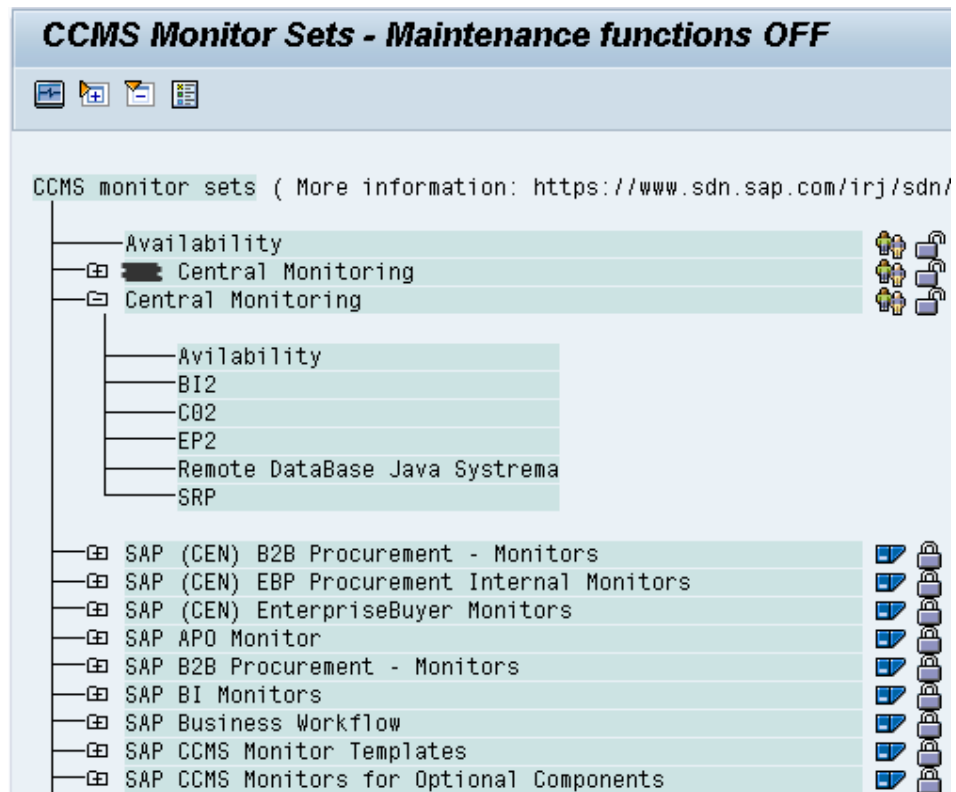 CCMS Monitor Sets - Maintenance functions OFF
CCMS monitor sets ( More information: https://www.sdn.sap.com/irj/sdn/
Availability
Central Monitoring
Central Monitoring
Avilability
BI2
C02
EP2
Remote DataBase Java Systrema
SRP
SAP (CEN) B2B Procurement - Monitors
SAP (CEN) EBP Procurement Internal Monitors
SAP (CEN) EnterpriseBuyer Monitors
SAP APO Monitor
SAP B2B Procurement - Monitors
SAP BI Monitors
SAP Business Workflow
SAP CCMS Monitor Templates
SAP CCMS Monitors for Optional Components